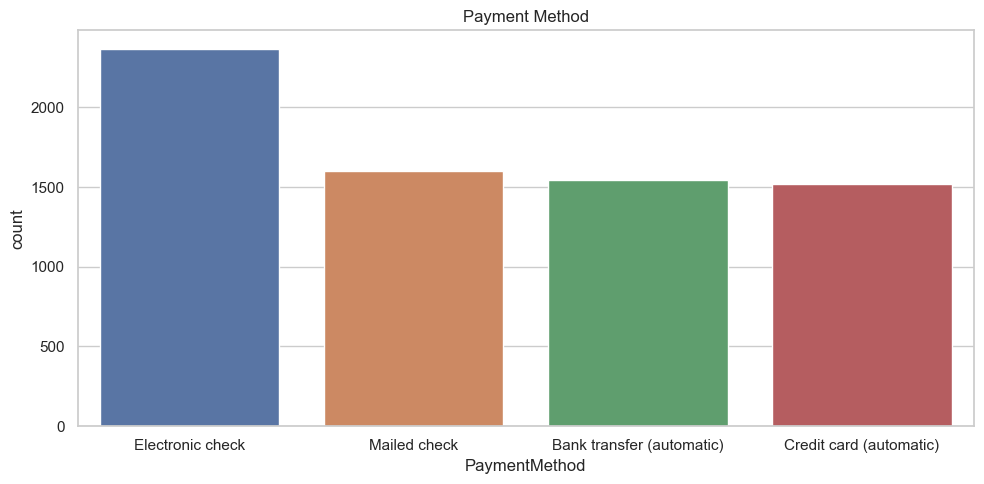 Payment Method
2000
1500
1000
500
0
count
Electronic check
Mailed check
Bank transfer (automatic)
Credit card (automatic)
PaymentMethod